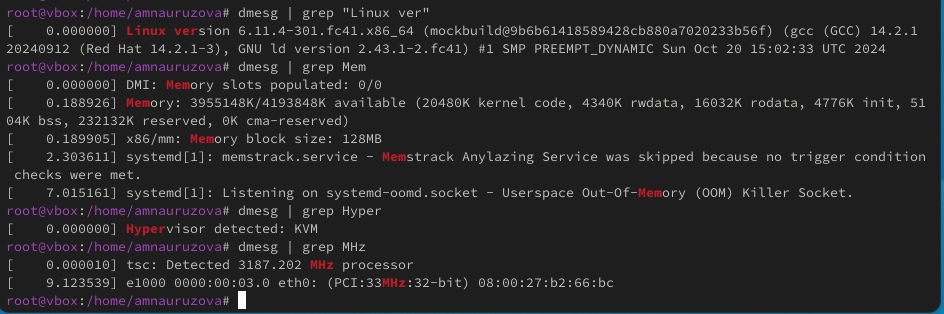 root@vbox:/home/amnauruzova# dmesg | grep "Linux ver"
[    0.000000] Linux version 6.11.4-301.fc41.x86_64 (mockbuild@9b6b61418589428cb880a7020233b56f) (gcc (GCC) 14.2.1
20240912 (Red Hat 14.2.1-3), GNU ld version 2.43.1-2.fc41) #1 SMP PREEMPT_DYNAMIC Sun Oct 20 15:02:33 UTC 2024
root@vbox:/home/amnauruzova# dmesg | grep Mem
[    0.000000] DMI: Memory slots populated: 0/0
[    0.188926] Memory: 3955148K/4193848K available (20480K kernel code, 4340K rwdata, 16032K rodata, 4776K init, 51
04K bss, 232132K reserved, 0K cma-reserved)
[    0.189905] x86/mm: Memory block size: 128MB
[    2.303611] systemd[1]: memstrack.service - Memstrack Anylazing Service was skipped because no trigger condition
 checks were met.
[    7.015161] systemd[1]: Listening on systemd-oomd.socket - Userspace Out-Of-Memory (OOM) Killer Socket.
root@vbox:/home/amnauruzova# dmesg | grep Hyper
[    0.000000] Hypervisor detected: KVM
root@vbox:/home/amnauruzova# dmesg | grep MHz
[    0.000010] tsc: Detected 3187.202 MHz processor
[    9.123539] e1000 0000:00:03.0 eth0: (PCI:33MHz:32-bit) 08:00:27:b2:66:bc
root@vbox:/home/amnauruzova#